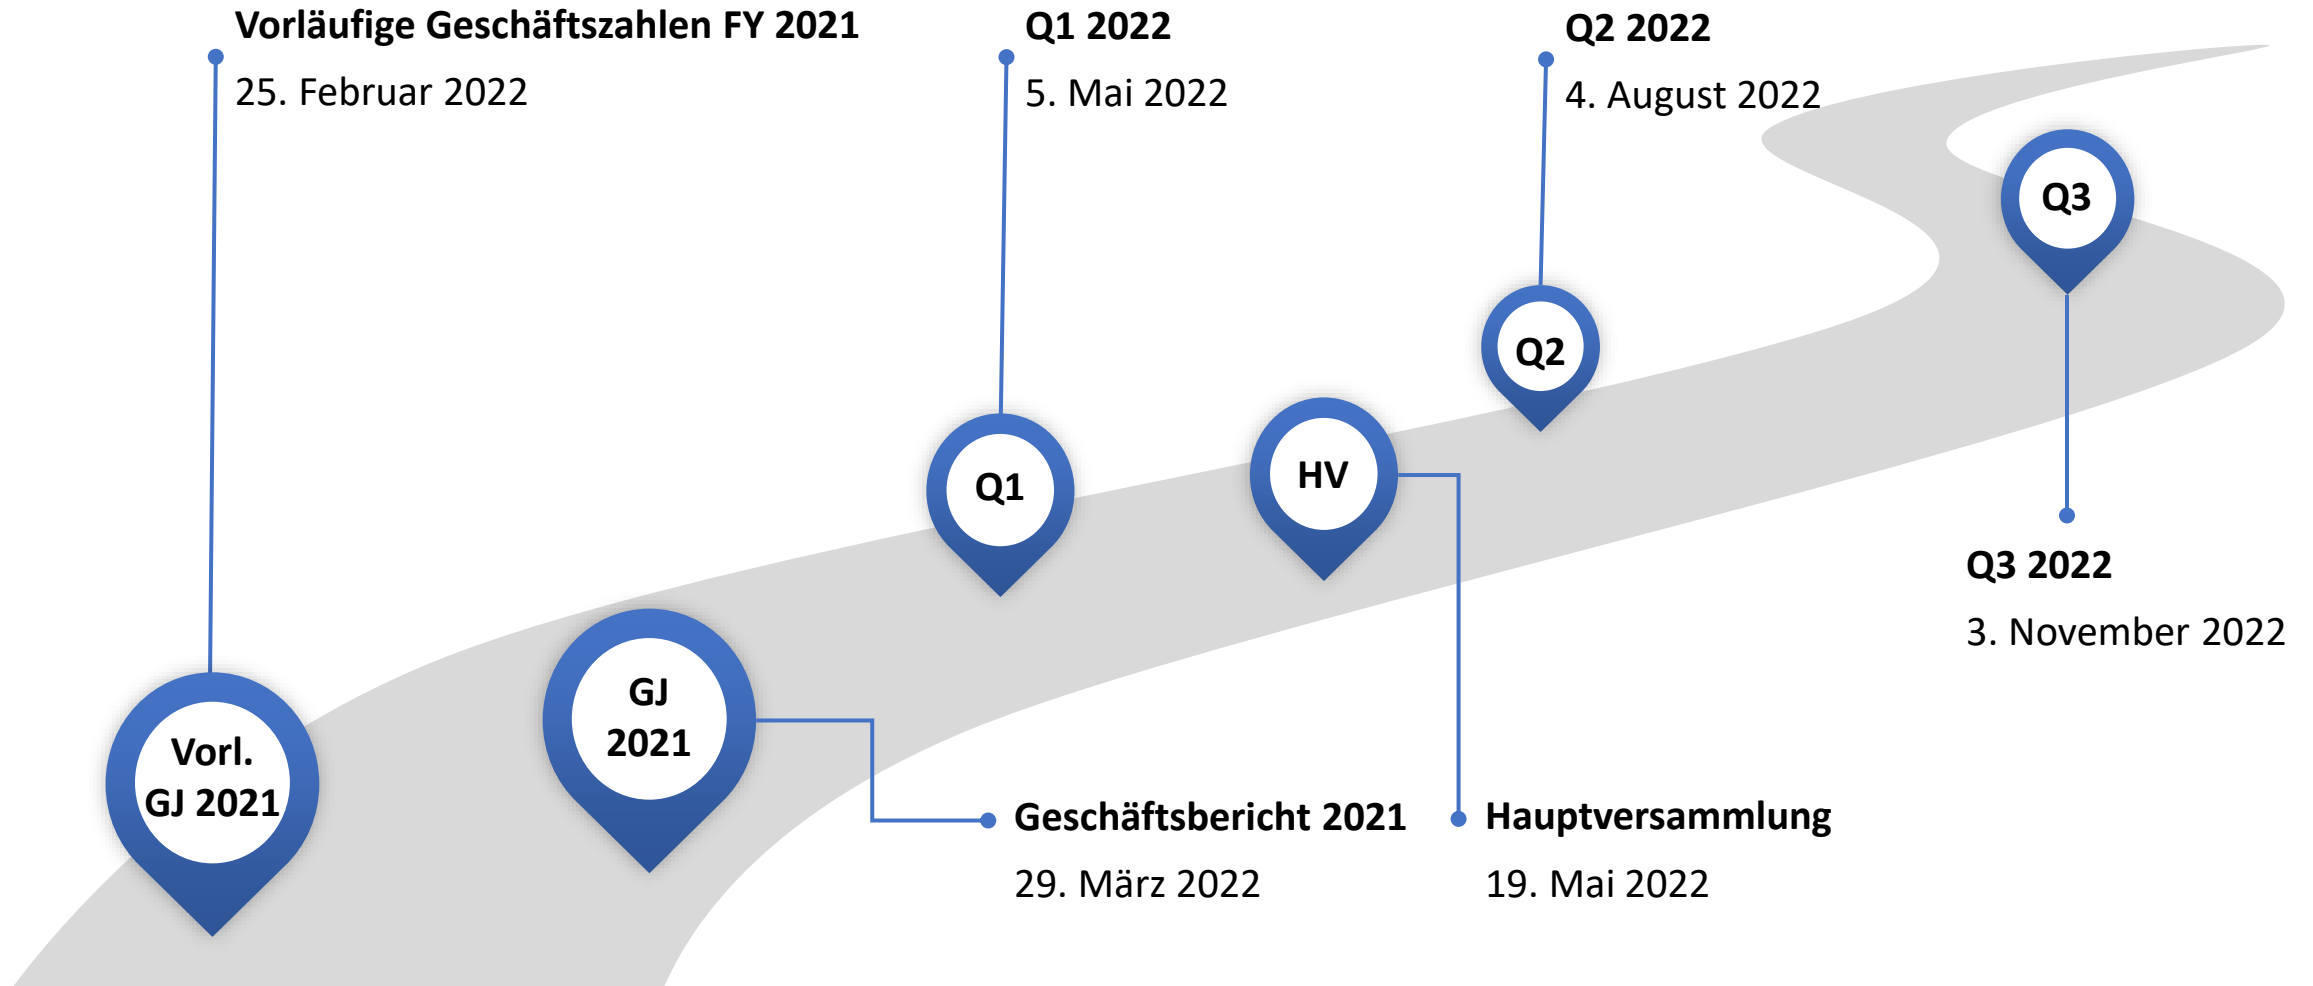 Vorläufige Geschäftszahlen FY 2021
25. Februar 2022
Q1 2022
5. Mai 2022
Q2 2022
4. August 2022
Q3
Q2
HV
Q1
Q3 2022
3. November 2022
GJ
2021
Vorl.
GJ 2021
Geschäftsbericht 2021
29. März 2022
Hauptversammlung
19. Mai 2022